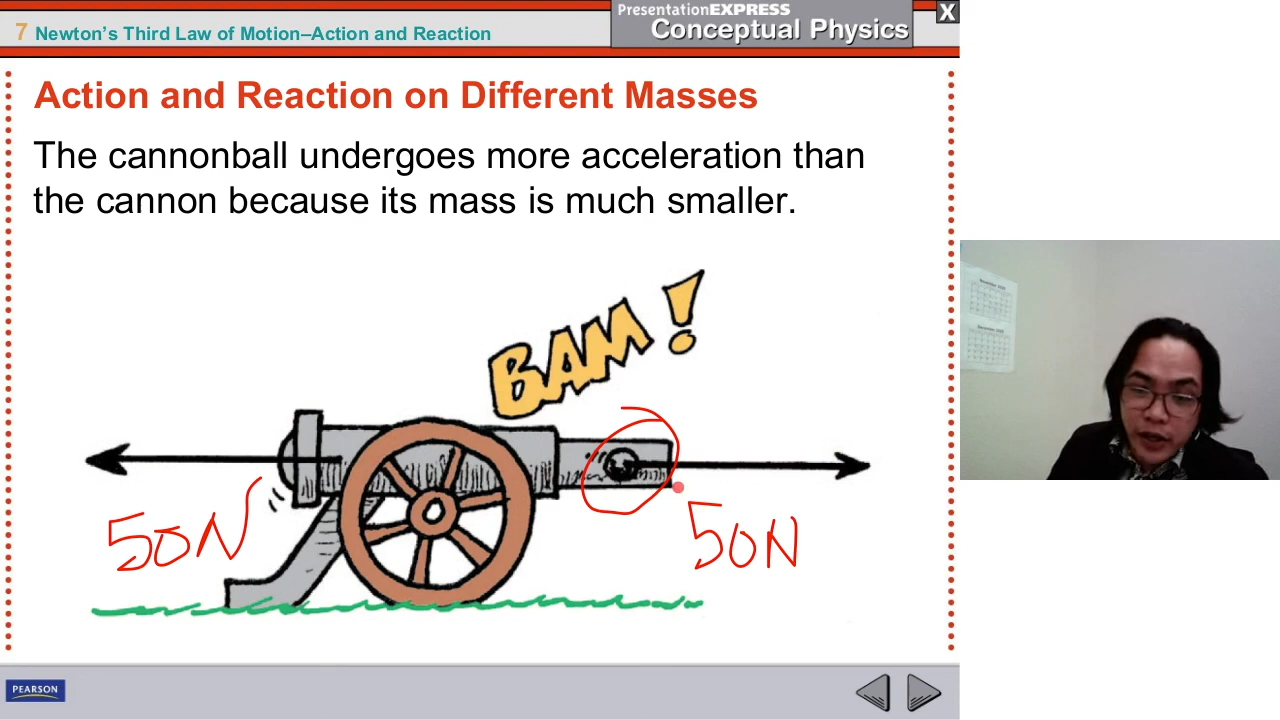 PresentationEXPRESS
Conceptual Physics
X
7 Newton's Third Law of Motion–Action and Reaction
Action and Reaction on Different Masses
The cannonball undergoes more acceleration than
the cannon because its mass is much smaller.
BAM!
50N
50N
PEARSON